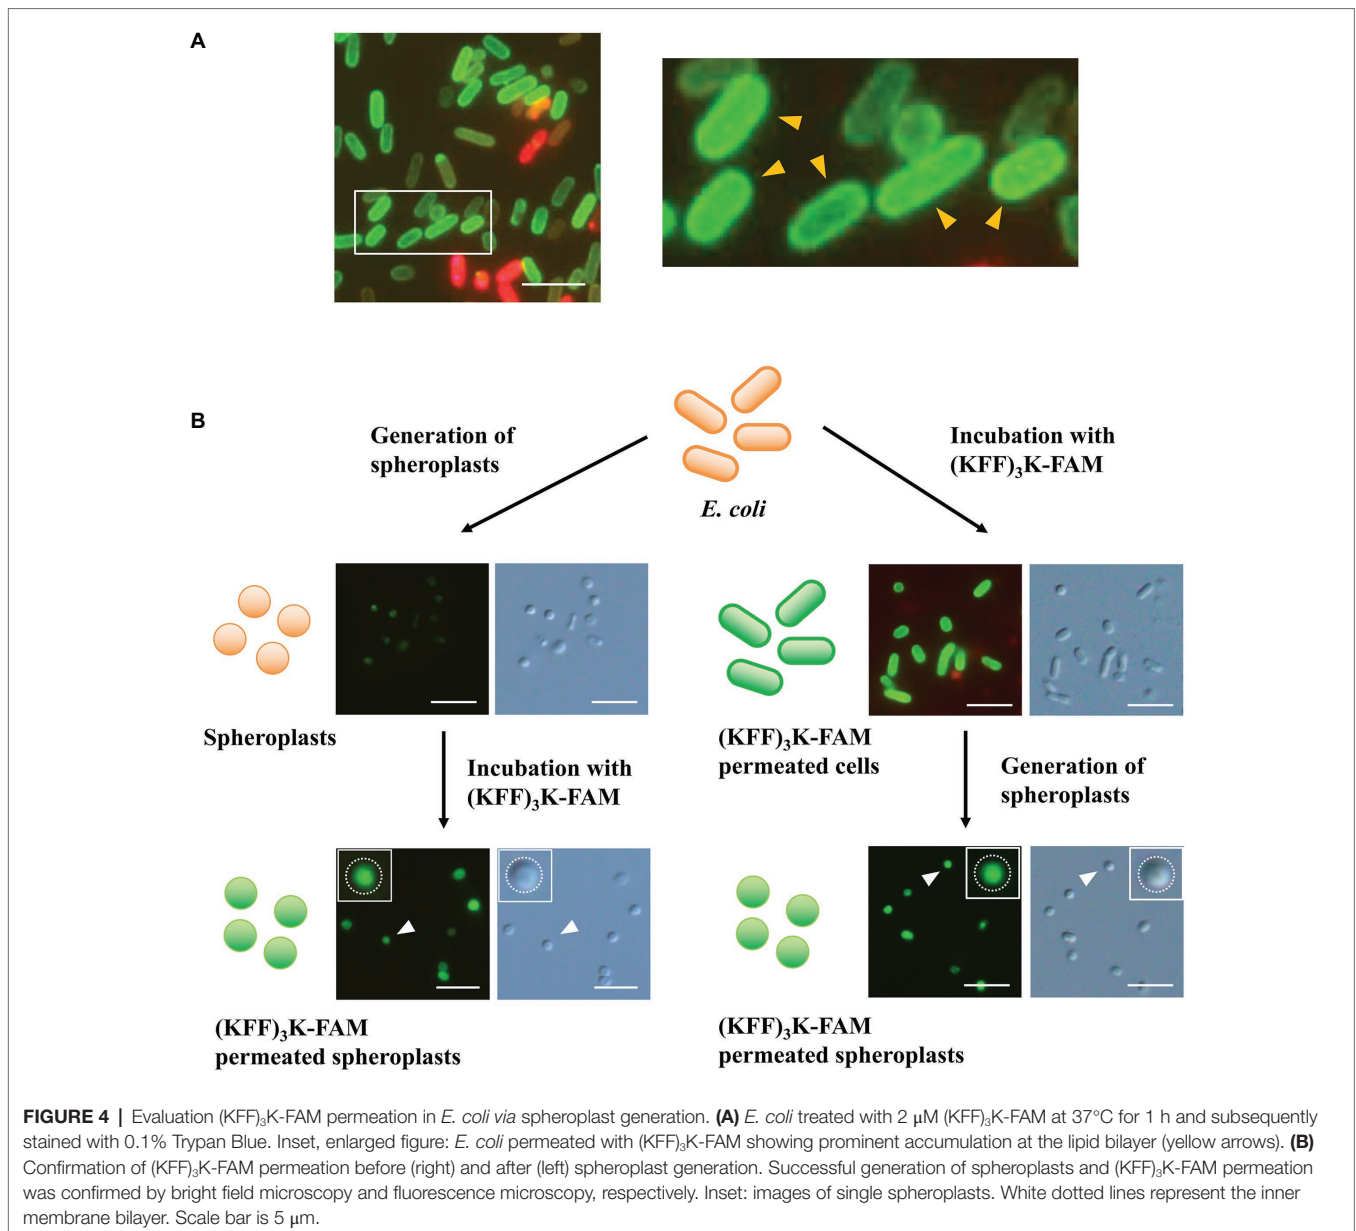 A
B
Generation of
spheroplasts
Incubation with
(KFF)₃K-FAM
E. coli
Spheroplasts
(KFF)₃K-FAM
permeated cells
Incubation with
(KFF)₃K-FAM
Generation of
spheroplasts
(KFF)₃K-FAM
permeated spheroplasts
(KFF)₃K-FAM
permeated spheroplasts
FIGURE 4 | Evaluation (KFF)₃K-FAM permeation in E. coli via spheroplast generation. (A) E. coli treated with 2 μM (KFF)₃K-FAM at 37°C for 1 h and subsequently
stained with 0.1% Trypan Blue. Inset, enlarged figure: E. coli permeated with (KFF)₃K-FAM showing prominent accumulation at the lipid bilayer (yellow arrows). (B)
Confirmation of (KFF)₃K-FAM permeation before (right) and after (left) spheroplast generation. Successful generation of spheroplasts and (KFF)₃K-FAM permeation
was confirmed by bright field microscopy and fluorescence microscopy, respectively. Inset: images of single spheroplasts. White dotted lines represent the inner
membrane bilayer. Scale bar is 5 μm.